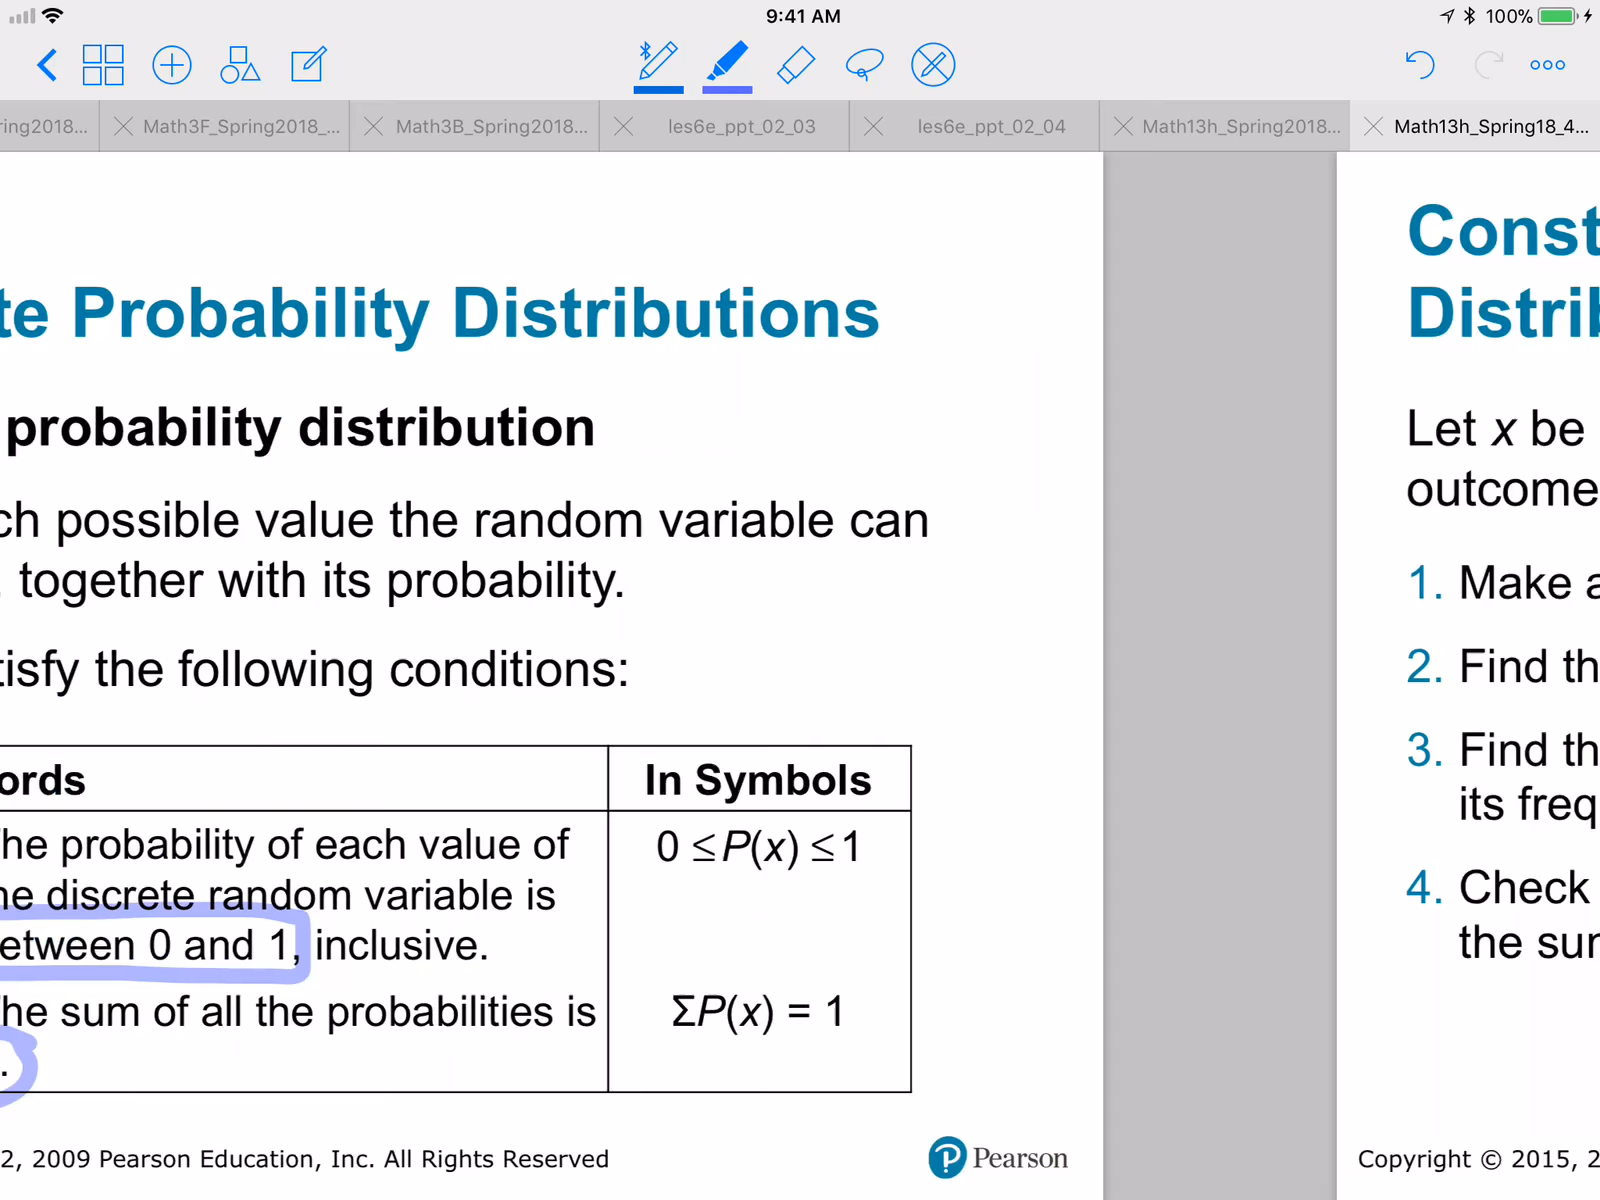 9:41 AM
100%
ring2018...
Math3F_Spring2018_...
Math3B_Spring2018...
les6e_ppt_02_03
les6e_ppt_02_04
Math13h_Spring2018...
Math13h_Spring18_4...
te Probability Distributions
probability distribution
ch possible value the random variable can
, together with its probability.
tisfy the following conditions:
ords
In Symbols
he probability of each value of
he discrete random variable is
etween 0 and 1, inclusive.
0 ≤ P(x) ≤ 1
he sum of all the probabilities is
.
ΣP(x) = 1
2, 2009 Pearson Education, Inc. All Rights Reserved
Pearson
Const
Distrib
Let x be
outcome
1. Make a
2. Find th
3. Find th
its freq
4. Check
the sur
Copyright © 2015, 2